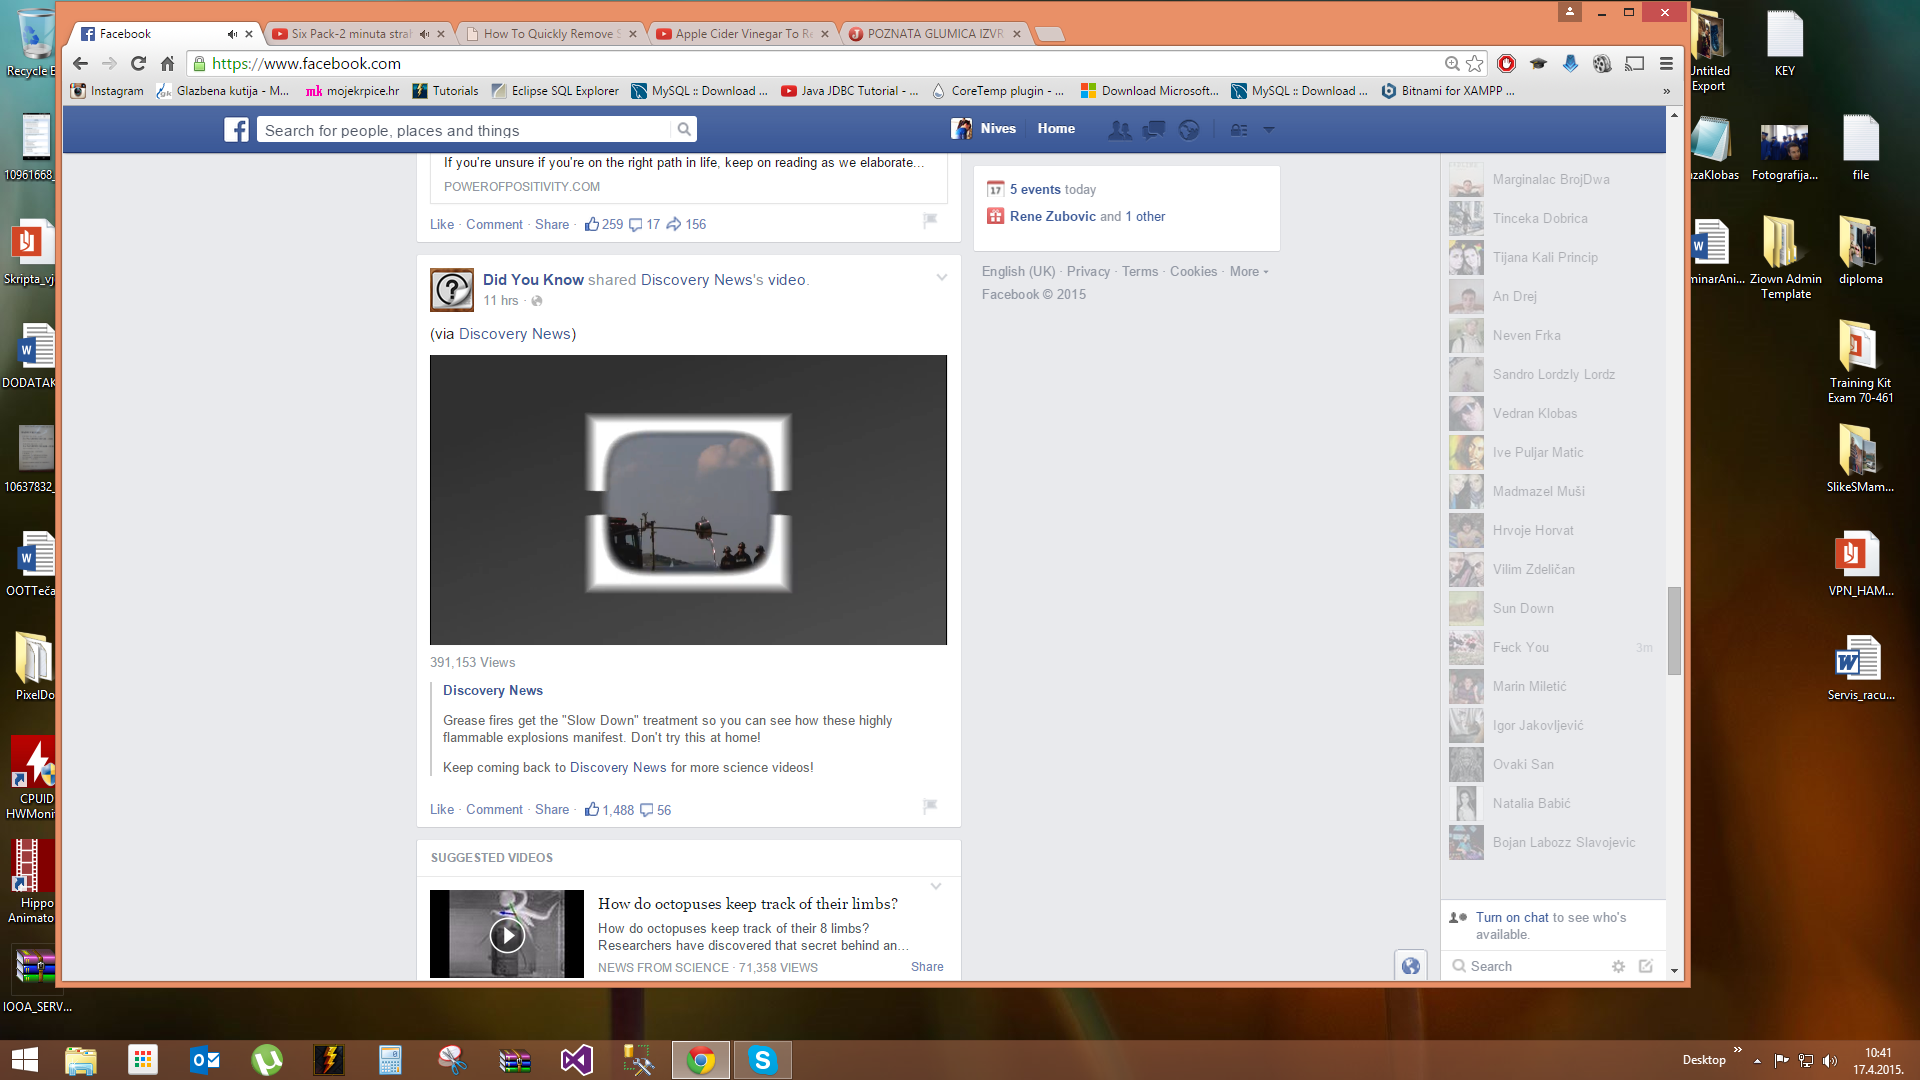 Facebook
Six Pack-2 minuta strah
How To Quickly Remove S
Apple Cider Vinegar To Re
POZNATA GLUMICA IZVR
https://www.facebook.com
Instagram
Glazbena kutija - M...
mk mojekrpice.hr
Tutorials
Eclipse SQL Explorer
MySQL :: Download ...
Java JDBC Tutorial - ...
CoreTemp plugin - ...
Download Microsoft...
MySQL :: Download ...
Bitnami for XAMPP ...
»
Search for people, places and things
Nives
Home
If you're unsure if you're on the right path in life, keep on reading as we elaborate...
POWEROFPOSITIVITY.COM
Like · Comment · Share · 259 17 156
Did You Know shared Discovery News's video.
11 hrs ·
(via Discovery News)
391,153 Views
Discovery News
Grease fires get the "Slow Down" treatment so you can see how these highly
flammable explosions manifest. Don't try this at home!
Keep coming back to Discovery News for more science videos!
Like · Comment · Share · 1,488 56
SUGGESTED VIDEOS
How do octopuses keep track of their limbs?
How do octopuses keep track of their 8 limbs?
Researchers have discovered that secret behind an...
NEWS FROM SCIENCE · 71,358 VIEWS
Share
17 5 events today
Rene Zubovic and 1 other
English (UK) · Privacy · Terms · Cookies · More
Facebook © 2015
Marginalac BrojDwa
Tinceka Dobrica
Tijana Kali Princip
An Drej
Neven Frka
Sandro Lordzly Lordz
Vedran Klobas
Ive Puljar Matic
Madmazel Muši
Hrvoje Horvat
Vilim Zdeličan
Sun Down
Fuck You 3m
Marin Miletić
Igor Jakovljević
Ovaki San
Natalia Babić
Bojan Labozz Slavojevic
Turn on chat to see who's
available.
Search
Recycle B
10961668_
Skripta_vj
DODATAK
10637832_
OOTTeča
PixelDo
CPUID
HWMoni
Hippo
Animato...
IOOA_SERV...
Untitled
Export
KEY
nzaKlobas
Fotografija...
file
minarAni...
Ziown Admin
Template
diploma
Training Kit
Exam 70-461
SlikeSMam...
VPN_HAM...
Servis_racu...
Desktop
»
10:41
17.4.2015.